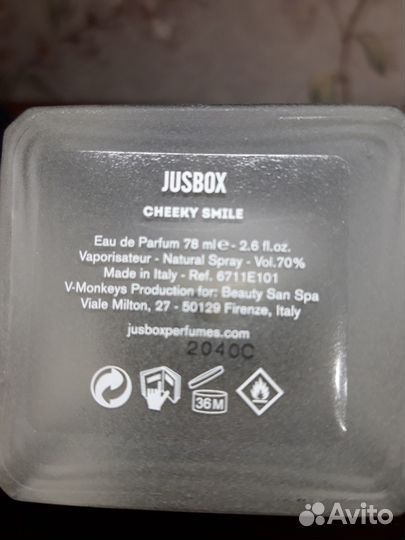 JUSBOX
CHEEKY SMILE
Eau de Parfum 78 ml℮ - 2.6 fl.oz.
Vaporisateur - Natural Spray - Vol.70%
Made in Italy - Ref. 6711E101
V-Monkeys Production for: Beauty San Spa
Viale Milton, 27 - 50129 Firenze, Italy
jusboxperfumes.com
2040C
36M
Avito